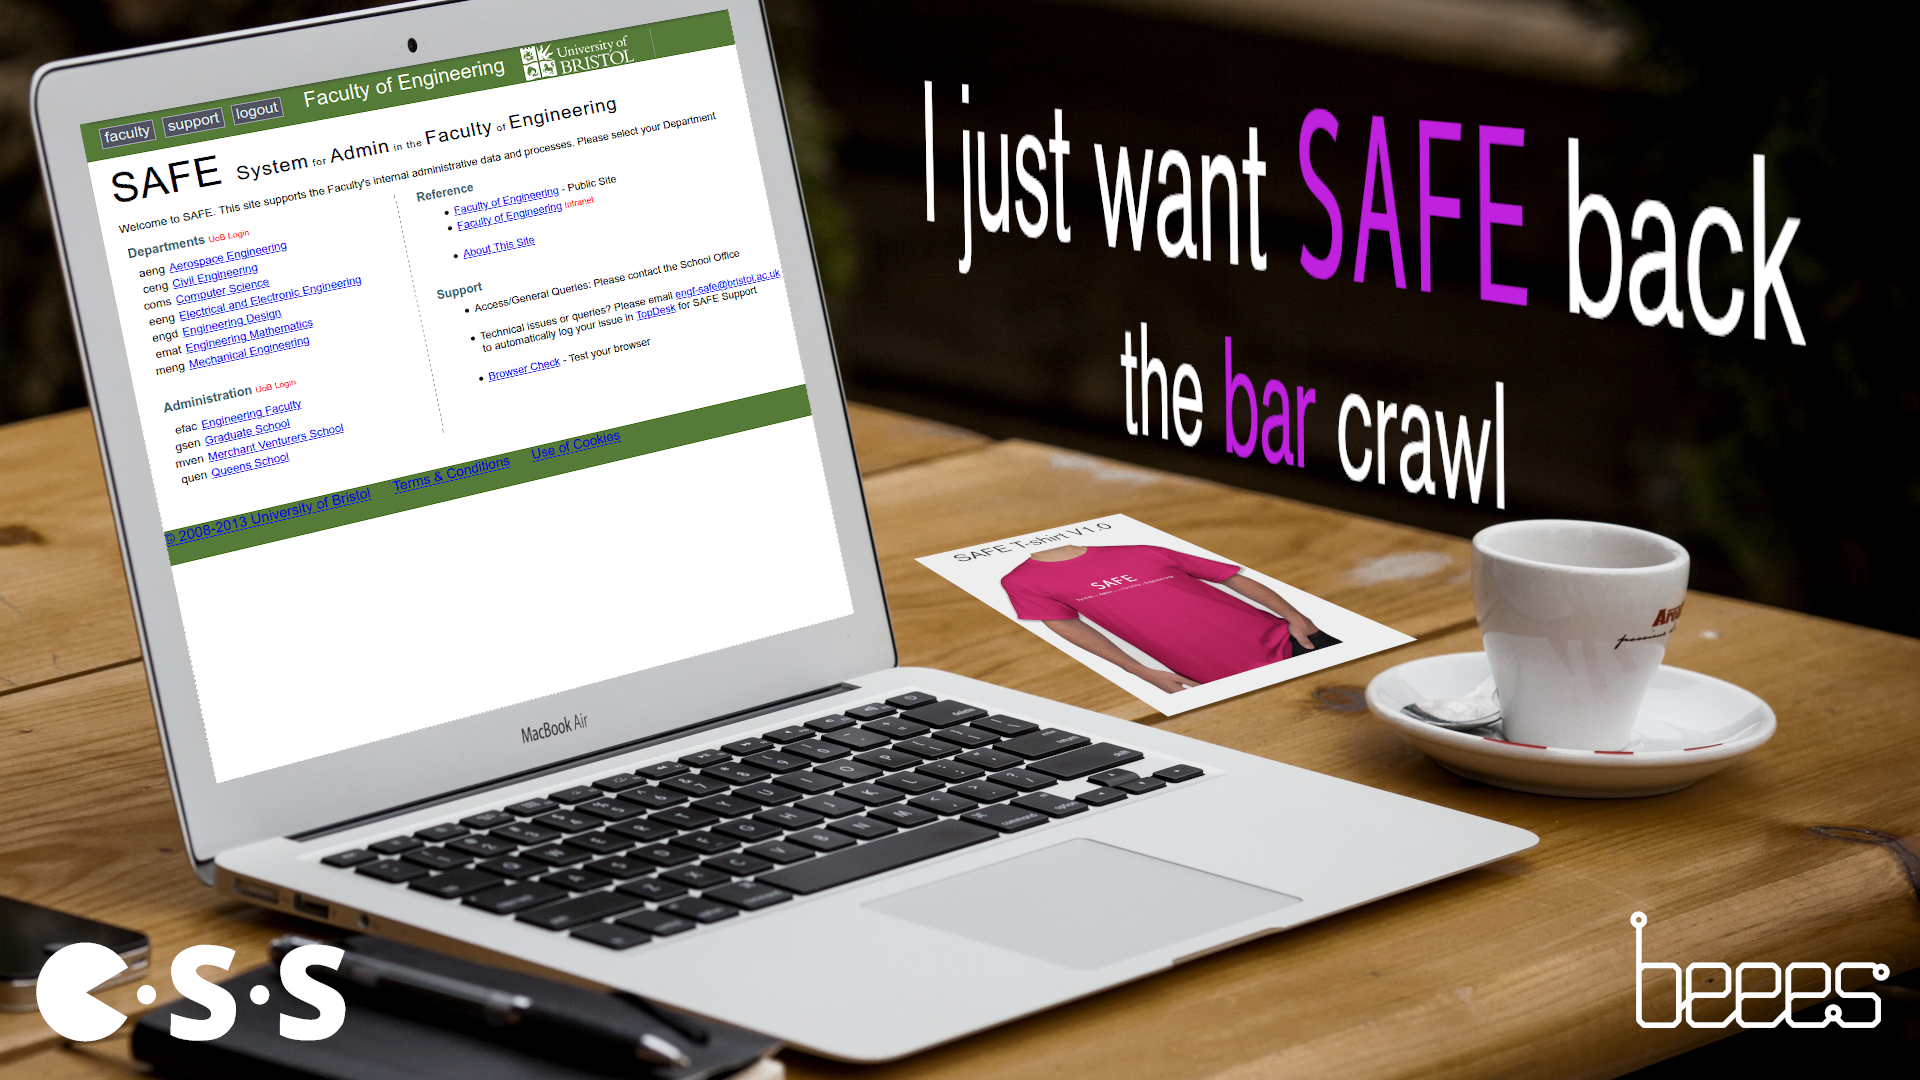 faculty support logout Faculty of Engineering University of BRISTOL
SAFE System for Admin in the Faculty of Engineering
Welcome to SAFE. This site supports the Faculty's internal administrative data and processes. Please select your Department
Departments UoB Login
aeng Aerospace Engineering
ceng Civil Engineering
coms Computer Science
eeng Electrical and Electronic Engineering
engd Engineering Design
emat Engineering Mathematics
meng Mechanical Engineering
Administration UoB Login
efac Engineering Faculty
gsen Graduate School
mven Merchant Venturers School
quen Queens School
Reference
Faculty of Engineering - Public Site
Faculty of Engineering Intranet
About This Site
Support
Access/General Queries: Please contact the School Office
Technical issues or queries? Please email engf-safe@bristol.ac.uk
to automatically log your issue in TopDesk for SAFE Support
Browser Check - Test your browser
© 2008-2013 University of Bristol Terms & Conditions Use of Cookies
MacBook Air
I just want SAFE back
the bar crawl
SAFE T-shirt V1.0
SAFE
C·S·S
beees